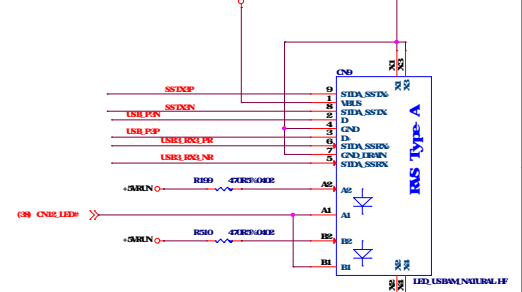 X1
X3
CN9
X1
X3
SSTX3P
9
STDA_SSTX+
1
VBUS
SSTX3N
8
STDA_SSTX
USB_P3N
2
D
4
GND
USB_P3P
3
D+
USB3_RX3_PR
6
STDA_SSRX+
7
GND_DRAIN
USB3_RX3_NR
5
STDA_SSRX
R/VS Type- A
+5VRUN
R199
470R5%0402
A2
A2
(38)
CN12_LED#
A1
A1
+5VRUN
R510
470R5%0402
B2
B2
B1
B1
X2
X4
LED_USBAM_NATURAL HF
X2
X4